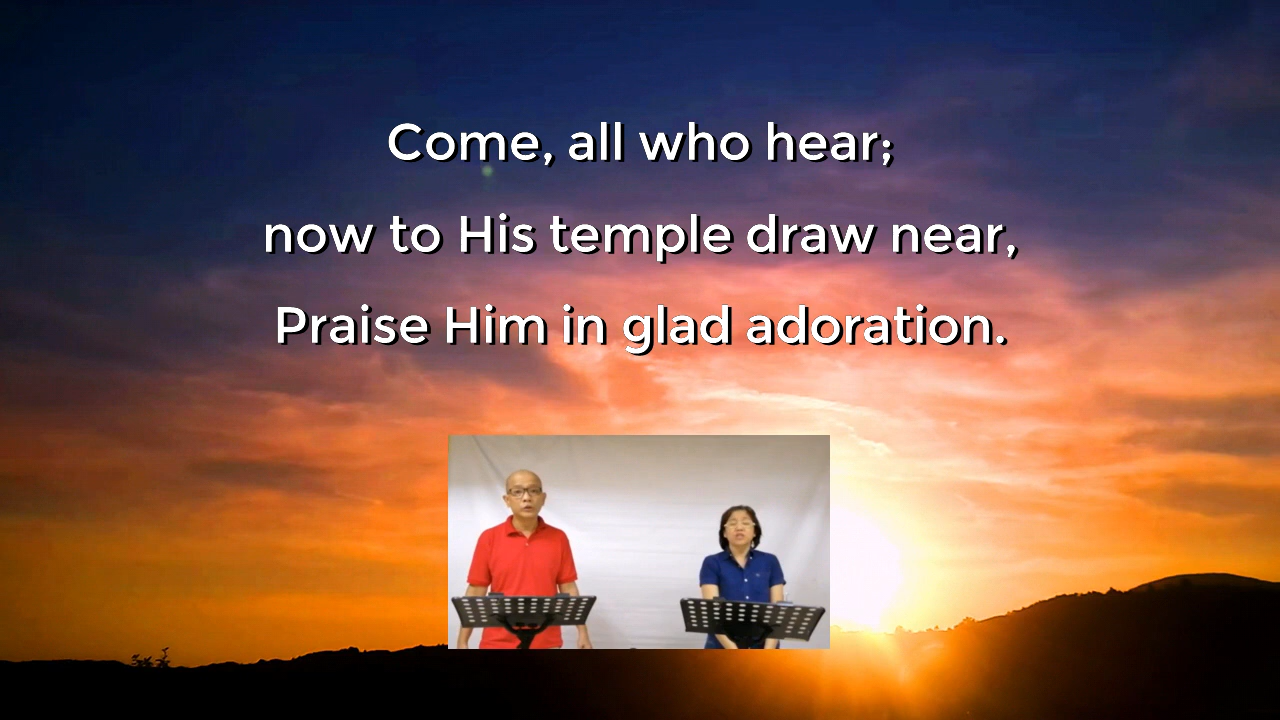 Come, all who hear;
now to His temple draw near,
Praise Him in glad adoration.